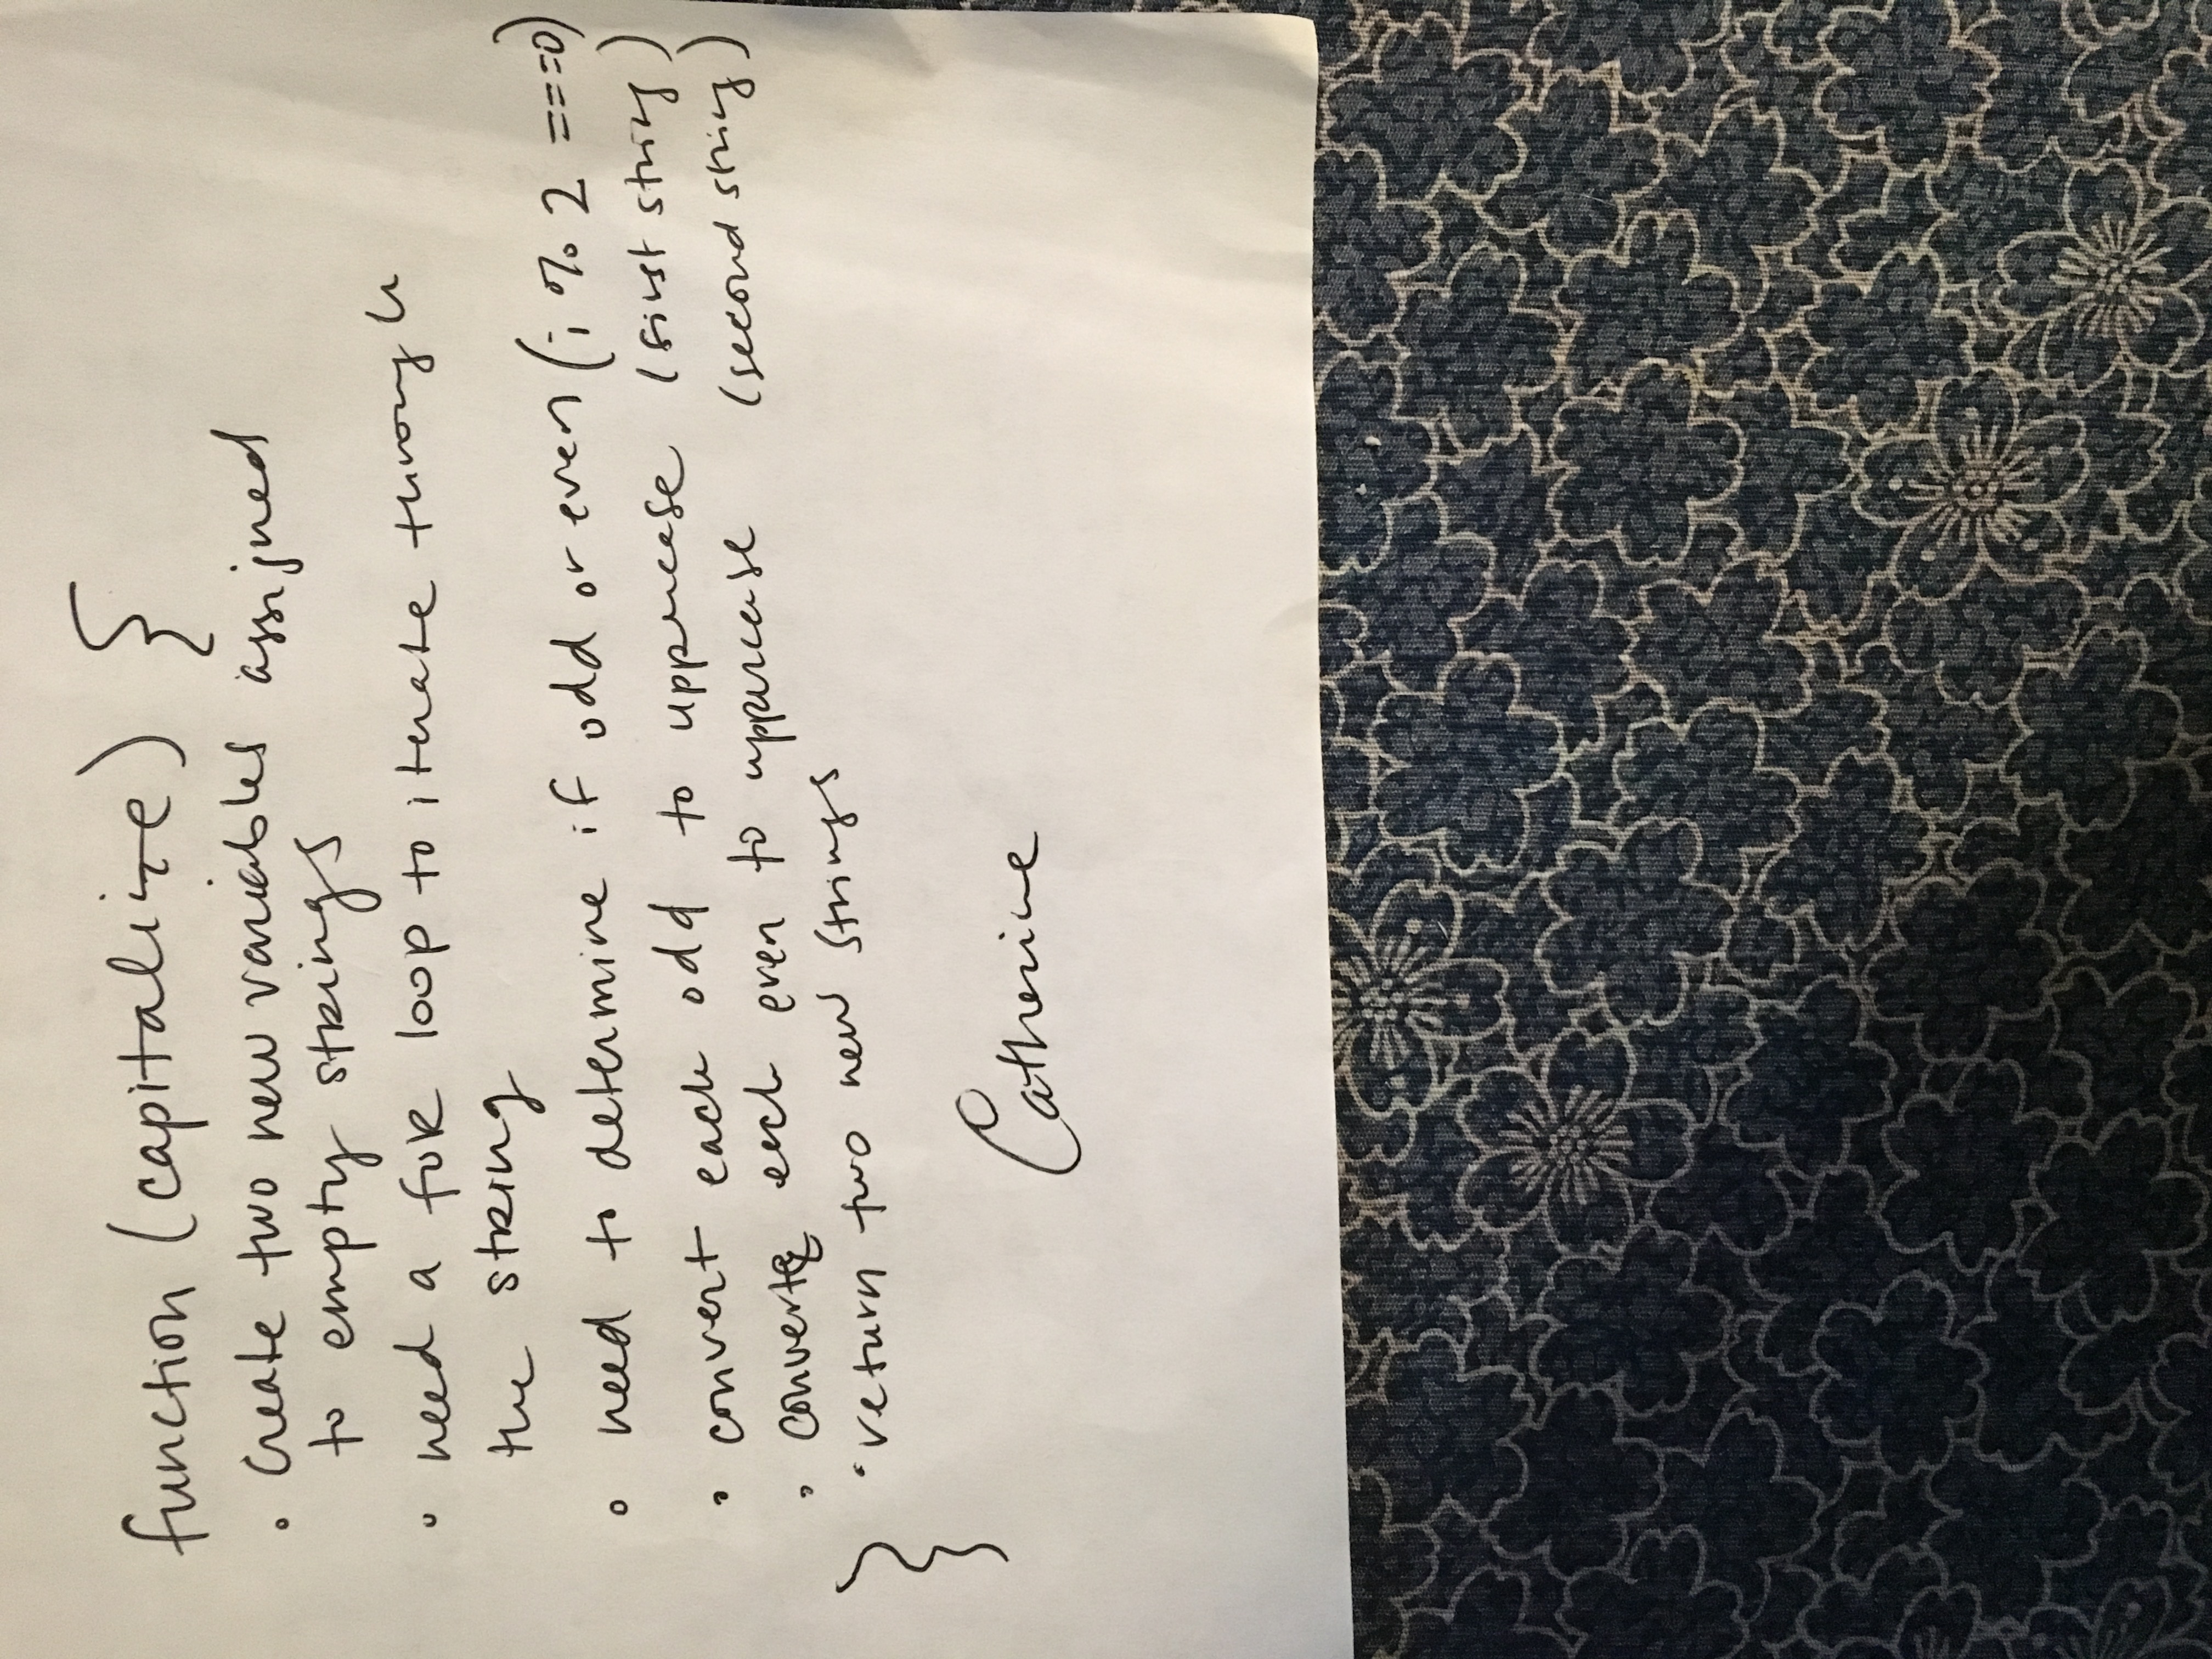 function (capitalize) {
• Create two new variables assigned
to empty strings
• need a for loop to iterate through
the string
• need to determine if odd or even (i % 2 === 0)
• convert each odd to uppercase (first string)
• convert each even to uppercase (second string)
• return two new strings
}
Catherine